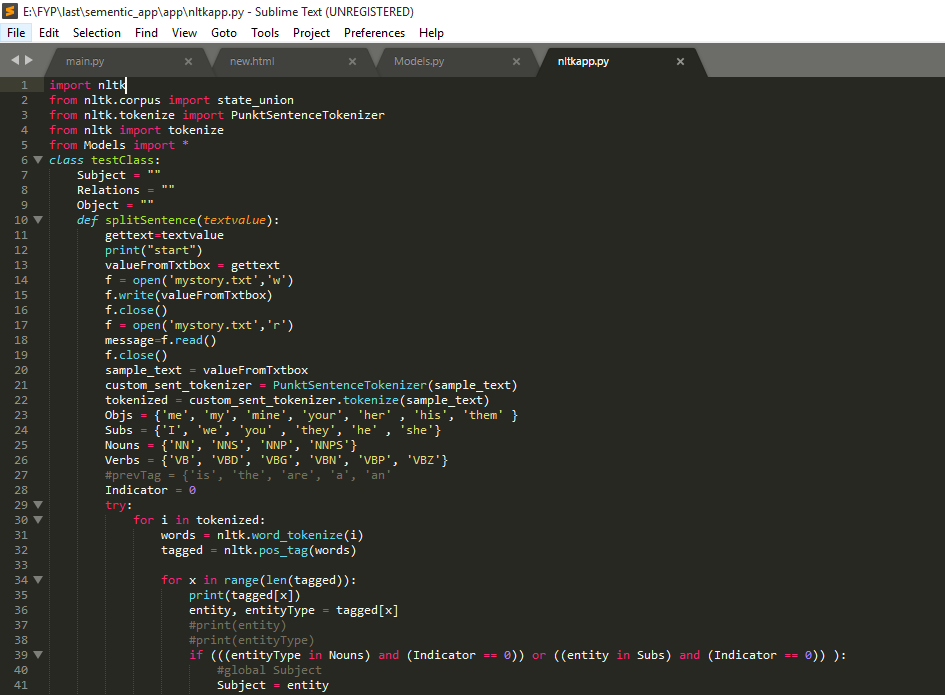 E:\FYP\last\sementic_app\app\nltkapp.py - Sublime Text (UNREGISTERED)
File Edit Selection Find View Goto Tools Project Preferences Help
main.py × new.html × Models.py × nltkapp.py ×
1 import nltk
2 from nltk.corpus import state_union
3 from nltk.tokenize import PunktSentenceTokenizer
4 from nltk import tokenize
5 from Models import *
6 class testClass:
7     Subject = ""
8     Relations = ""
9     Object = ""
10     def splitSentence(textvalue):
11         gettext=textvalue
12         print("start")
13         valueFromTxtbox = gettext
14         f = open('mystory.txt','w')
15         f.write(valueFromTxtbox)
16         f.close()
17         f = open('mystory.txt','r')
18         message=f.read()
19         f.close()
20         sample_text = valueFromTxtbox
21         custom_sent_tokenizer = PunktSentenceTokenizer(sample_text)
22         tokenized = custom_sent_tokenizer.tokenize(sample_text)
23         Objs = {'me', 'my', 'mine', 'your', 'her' , 'his', 'them' }
24         Subs = {'I', 'we', 'you' , 'they', 'he' , 'she'}
25         Nouns = {'NN', 'NNS', 'NNP', 'NNPS'}
26         Verbs = {'VB', 'VBD', 'VBG', 'VBN', 'VBP', 'VBZ'}
27         #prevTag = {'is', 'the', 'are', 'a', 'an'
28         Indicator = 0
29         try:
30             for i in tokenized:
31                 words = nltk.word_tokenize(i)
32                 tagged = nltk.pos_tag(words)
33
34                 for x in range(len(tagged)):
35                     print(tagged[x])
36                     entity, entityType = tagged[x]
37                     #print(entity)
38                     #print(entityType)
39                     if (((entityType in Nouns) and (Indicator == 0)) or ((entity in Subs) and (Indicator == 0)) ):
40                         #global Subject
41                         Subject = entity